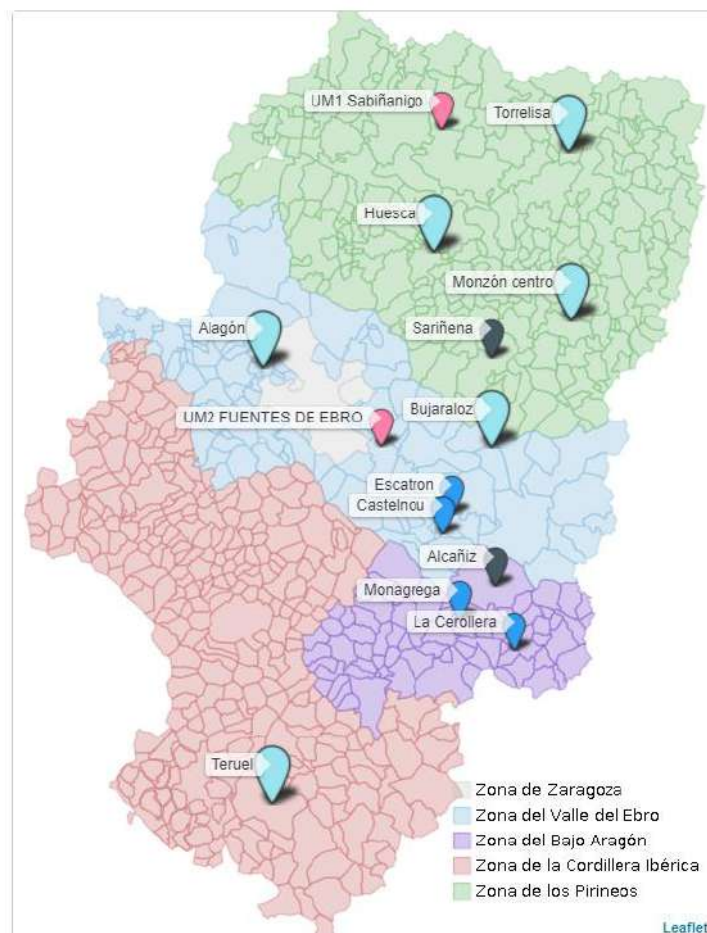 UM1 Sabiñanigo
Torrelisa
Huesca
Monzón centro
Alagón
Sariñena
Bujaraloz
UM2 FUENTES DE EBRO
Escatron
Castelnou
Alcañiz
Monagrega
La Cerollera
Teruel
Zona de Zaragoza
Zona del Valle del Ebro
Zona del Bajo Aragón
Zona de la Cordillera Ibérica
Zona de los Pirineos
Leaflet